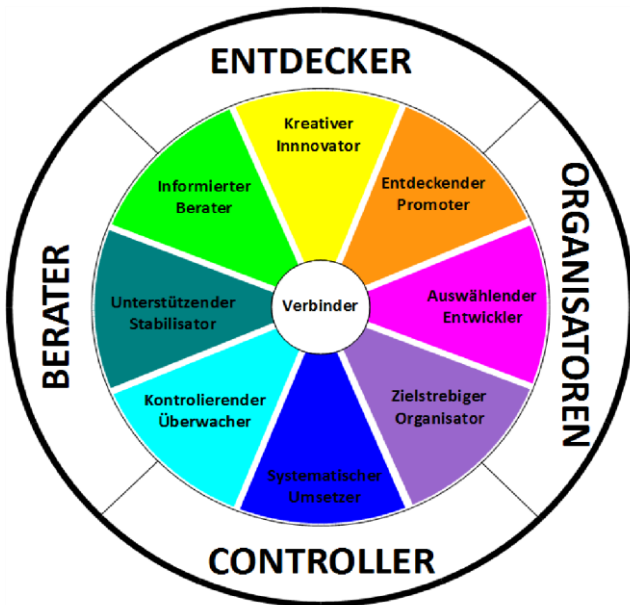 ENTDECKER
Kreativer
Innnovator
Informierter
Berater
Entdeckender
Promoter
ORGANISATOREN
BERATER
Unterstützender
Stabilisator
Verbinder
Auswählender
Entwickler
Kontrolierender
Überwacher
Zielstrebiger
Organisator
Systematischer
Umsetzer
CONTROLLER